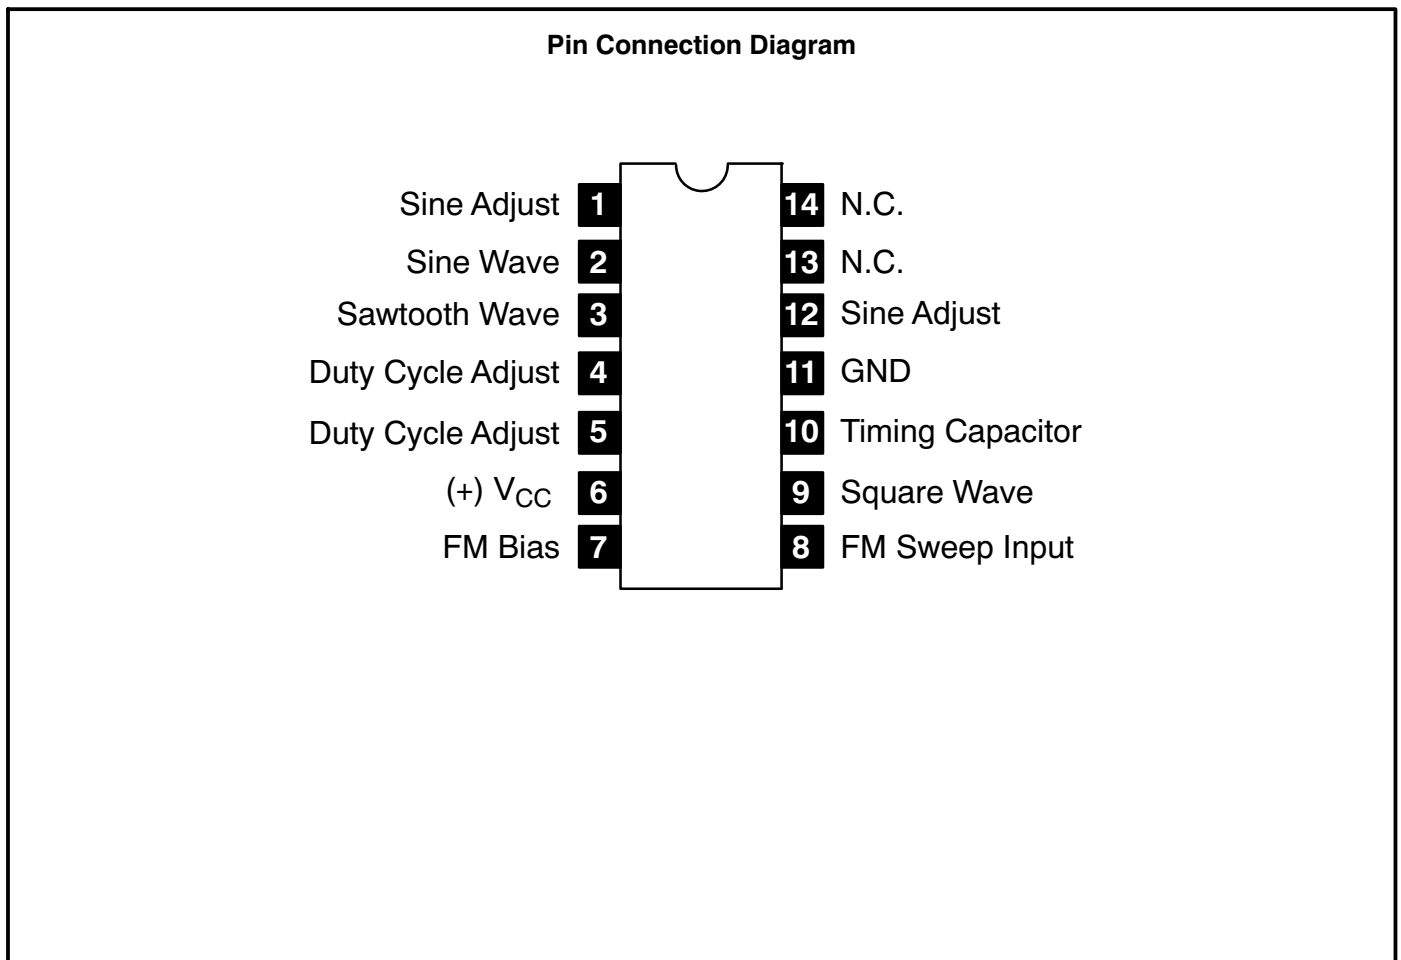 Pin Connection Diagram
Sine Adjust 1 14 N.C.
Sine Wave 2 13 N.C.
Sawtooth Wave 3 12 Sine Adjust
Duty Cycle Adjust 4 11 GND
Duty Cycle Adjust 5 10 Timing Capacitor
(+) VCC 6 9 Square Wave
FM Bias 7 8 FM Sweep Input